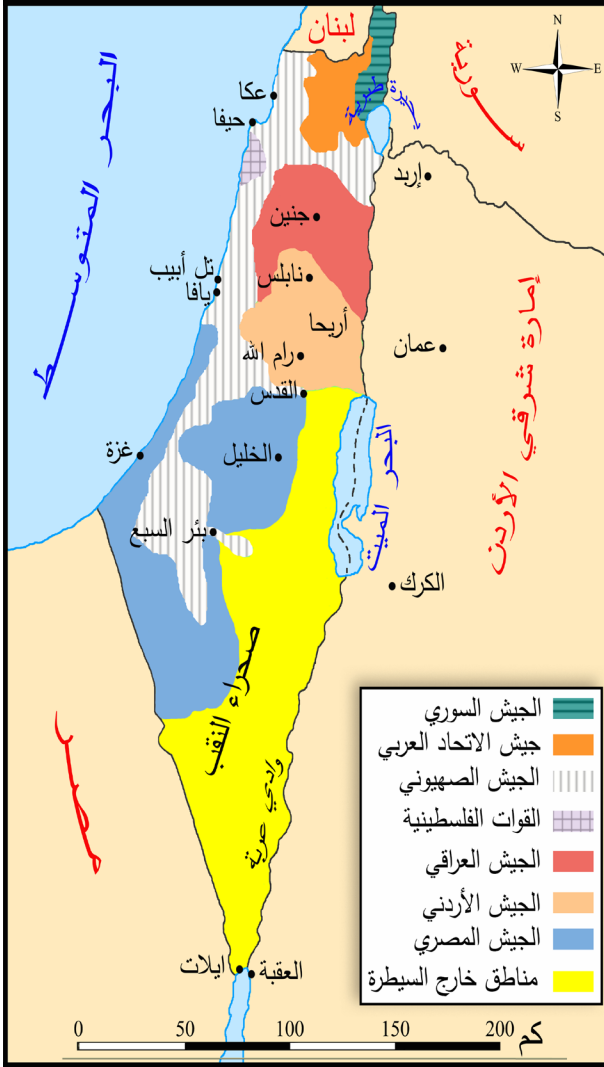 لبنان
سورية
N
W
E
S
البحر المتوسط
عكا
حيفا
بحيرة طبرية
إربد
جنين
تل أبيب
يافا
نابلس
أريحا
رام الله
عمان
إمارة شرقي الأردن
القدس
غزة
الخليل
البحر الميت
بئر السبع
الكرك
صحراء النقب
وادي عربة
مصر
ايلات
العقبة
الجيش السوري
جيش الاتحاد العربي
الجيش الصهيوني
القوات الفلسطينية
الجيش العراقي
الجيش الأردني
الجيش المصري
مناطق خارج السيطرة
0 50 100 150 200 كم